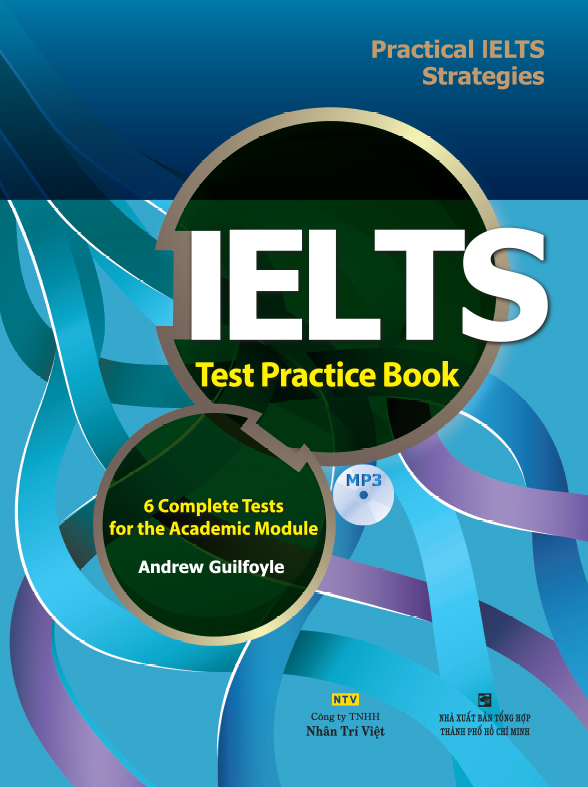 Practical IELTS
Strategies
IELTS
Test Practice Book
MP3
6 Complete Tests
for the Academic Module
Andrew Guilfoyle
NTV
Công ty TNHH
Nhân Trí Việt
NHÀ XUẤT BẢN TỔNG HỢP
THÀNH PHỐ HỒ CHÍ MINH